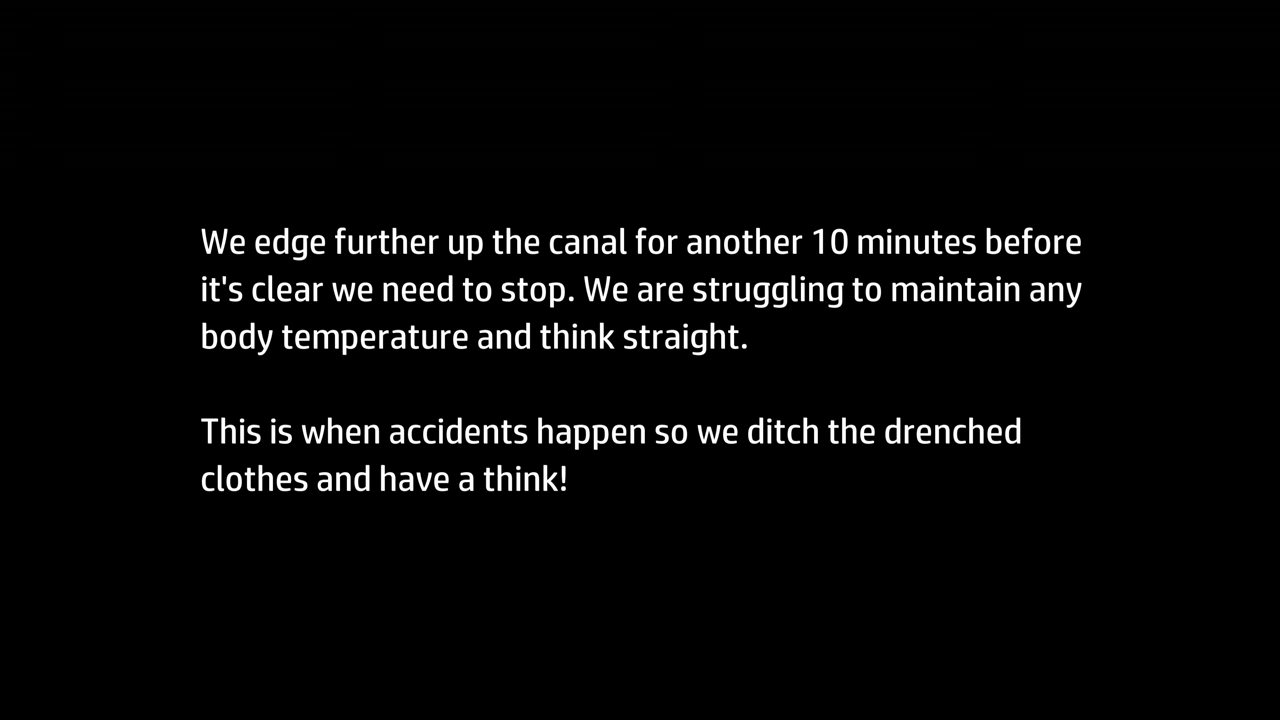 We edge further up the canal for another 10 minutes before
it's clear we need to stop. We are struggling to maintain any
body temperature and think straight.
This is when accidents happen so we ditch the drenched
clothes and have a think!